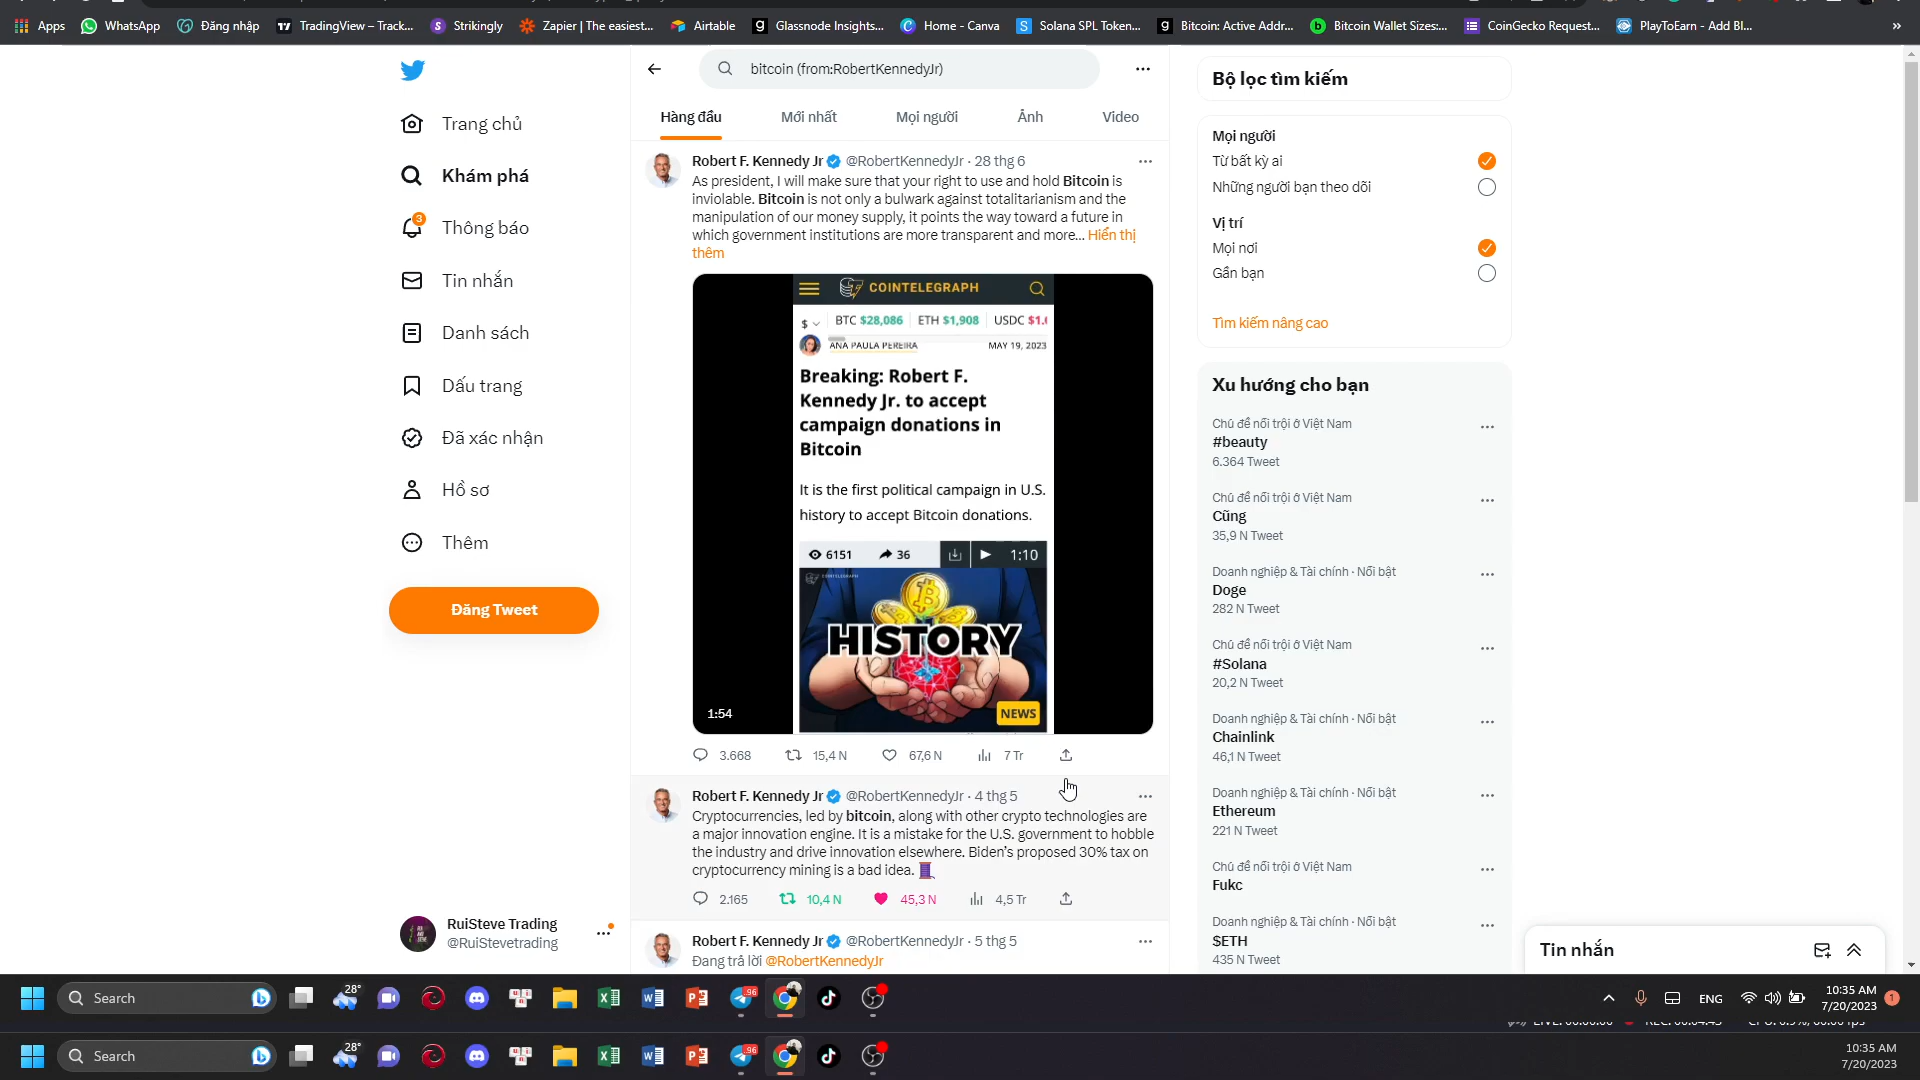 Apps
WhatsApp
Đăng nhập
TradingView – Track...
Strikingly
Zapier | The easiest...
Airtable
Glassnode Insights...
Home - Canva
Solana SPL Token...
Bitcoin: Active Addr...
Bitcoin Wallet Sizes:...
CoinGecko Request...
PlayToEarn - Add Bl...
»
Trang chủ
Khám phá
3
Thông báo
Tin nhắn
Danh sách
Dấu trang
Đã xác nhận
Hồ sơ
Thêm
Đăng Tweet
RuiSteve Trading
@RuiStevetrading
bitcoin (from:RobertKennedyJr)
Hàng đầu
Mới nhất
Mọi người
Ảnh
Video
Robert F. Kennedy Jr @RobertKennedyJr · 28 thg 6
As president, I will make sure that your right to use and hold Bitcoin is
inviolable. Bitcoin is not only a bulwark against totalitarianism and the
manipulation of our money supply, it points the way toward a future in
which government institutions are more transparent and more... Hiển thị
thêm
COINTELEGRAPH
$ BTC $28,086 ETH $1,908 USDC
ANA PAULA PEREIRA MAY 19, 2023
Breaking: Robert F.
Kennedy Jr. to accept
campaign donations in
Bitcoin
It is the first political campaign in U.S.
history to accept Bitcoin donations.
6151 36 1:10
COINTELEGRAPH
HISTORY
1:54
NEWS
3.668 15,4 N 67,6 N 7 Tr
Robert F. Kennedy Jr @RobertKennedyJr · 4 thg 5
Cryptocurrencies, led by bitcoin, along with other crypto technologies are
a major innovation engine. It is a mistake for the U.S. government to hobble
the industry and drive innovation elsewhere. Biden's proposed 30% tax on
cryptocurrency mining is a bad idea.
2.165 10,4 N 45,3 N 4,5 Tr
Robert F. Kennedy Jr @RobertKennedyJr · 5 thg 5
Đang trả lời @RobertKennedyJr
Bộ lọc tìm kiếm
Mọi người
Từ bất kỳ ai
Những người bạn theo dõi
Vị trí
Mọi nơi
Gần bạn
Tìm kiếm nâng cao
Xu hướng cho bạn
Chủ đề nổi trội ở Việt Nam
#beauty
6.364 Tweet
Chủ đề nổi trội ở Việt Nam
Cũng
35,9 N Tweet
Doanh nghiệp & Tài chính · Nổi bật
Doge
282 N Tweet
Chủ đề nổi trội ở Việt Nam
#Solana
20,2 N Tweet
Doanh nghiệp & Tài chính · Nổi bật
Chainlink
46,1 N Tweet
Doanh nghiệp & Tài chính · Nổi bật
Ethereum
221 N Tweet
Chủ đề nổi trội ở Việt Nam
Fukc
Doanh nghiệp & Tài chính · Nổi bật
$ETH
435 N Tweet
Tin nhắn
Search
28°
96
ENG
10:35 AM
7/20/2023
1
Search
28°
96
10:35 AM
7/20/2023